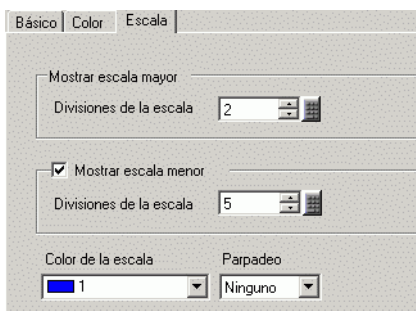 Básico Color Escala
Mostrar escala mayor
Divisiones de la escala 2
Mostrar escala menor
Divisiones de la escala 5
Color de la escala Parpadeo
1 Ninguno